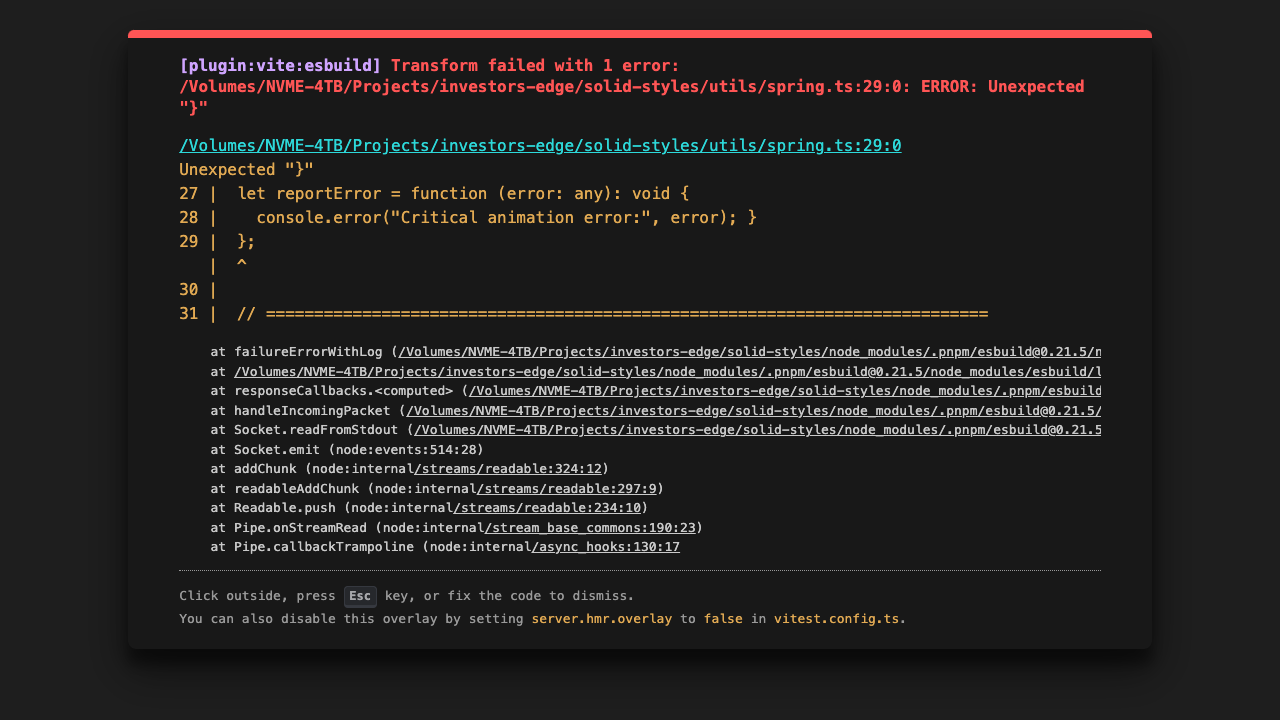 [plugin:vite:esbuild] Transform failed with 1 error:
/Volumes/NVME-4TB/Projects/investors-edge/solid-styles/utils/spring.ts:29:0: ERROR: Unexpected
"}"
/Volumes/NVME-4TB/Projects/investors-edge/solid-styles/utils/spring.ts:29:0
Unexpected "}"
27 |  let reportError = function (error: any): void {
28 |    console.error("Critical animation error:", error); }
29 |  };
   |  ^
30 |
31 |  // ===========================================================================
at failureErrorWithLog (/Volumes/NVME-4TB/Projects/investors-edge/solid-styles/node_modules/.pnpm/esbuild@0.21.5/n
at /Volumes/NVME-4TB/Projects/investors-edge/solid-styles/node_modules/.pnpm/esbuild@0.21.5/node_modules/esbuild/l
at responseCallbacks.<computed> (/Volumes/NVME-4TB/Projects/investors-edge/solid-styles/node_modules/.pnpm/esbuild
at handleIncomingPacket (/Volumes/NVME-4TB/Projects/investors-edge/solid-styles/node_modules/.pnpm/esbuild@0.21.5/
at Socket.readFromStdout (/Volumes/NVME-4TB/Projects/investors-edge/solid-styles/node_modules/.pnpm/esbuild@0.21.5
at Socket.emit (node:events:514:28)
at addChunk (node:internal/streams/readable:324:12)
at readableAddChunk (node:internal/streams/readable:297:9)
at Readable.push (node:internal/streams/readable:234:10)
at Pipe.onStreamRead (node:internal/stream_base_commons:190:23)
at Pipe.callbackTrampoline (node:internal/async_hooks:130:17
Click outside, press Esc key, or fix the code to dismiss.
You can also disable this overlay by setting server.hmr.overlay to false in vitest.config.ts.